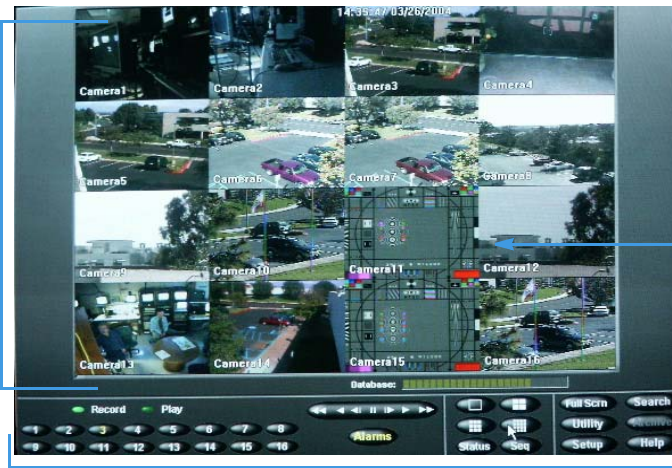 14:35:47 03/26/2004
Camera1 Camera2 Camera3 Camera4
Camera5 Camera6 Camera7 Camera8
Camera9 Camera10 Camera11 Camera12
Camera13 Camera14 Camera15 Camera16
Database:
Record Play
Full Scrn Search
1 2 3 4 5 6 7 8
Alarms
Utility Archive
9 10 11 12 13 14 15 16
Status Seq
Setup Help